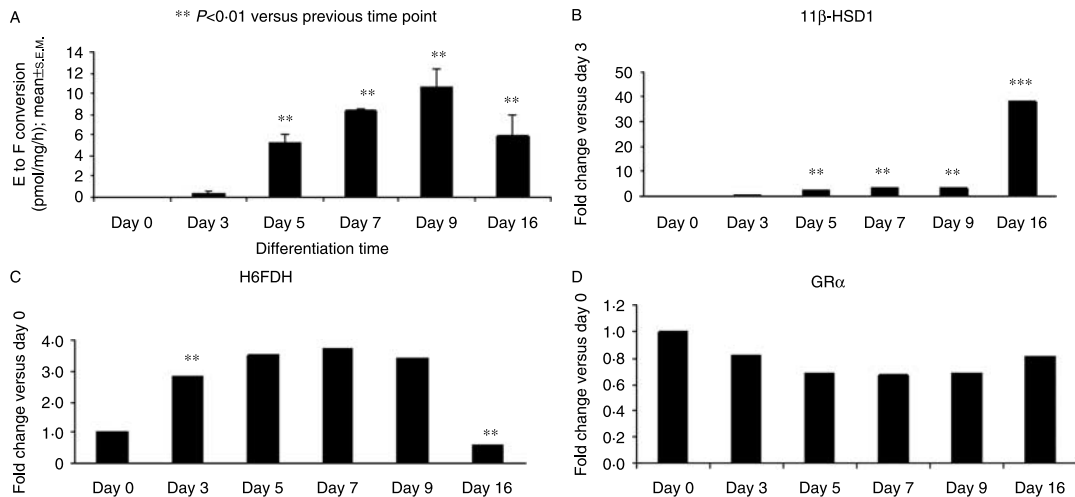 A
** P<0·01 versus previous time point
E to F conversion
(pmol/mg/h); mean±S.E.M.
14
12
10
8
6
4
2
0
**
**
**
**
Day 0 Day 3 Day 5 Day 7 Day 9 Day 16
Differentiation time
B
11β-HSD1
Fold change versus day 3
50
40
30
20
10
0
**
**
**
***
Day 0 Day 3 Day 5 Day 7 Day 9 Day 16
C
H6FDH
Fold change versus day 0
4·0
3·0
2·0
1·0
0
**
**
Day 0 Day 3 Day 5 Day 7 Day 9 Day 16
D
GRα
Fold change versus day 0
1·2
1·0
0·8
0·6
0·4
0·2
0·0
Day 0 Day 3 Day 5 Day 7 Day 9 Day 16